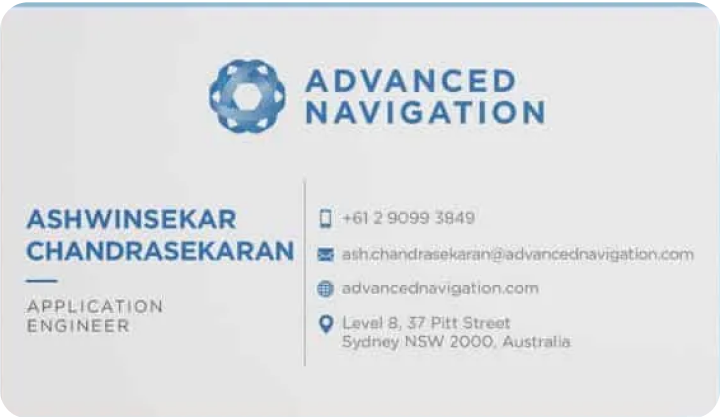 ADVANCED
NAVIGATION
ASHWINSEKAR
CHANDRASEKARAN
APPLICATION
ENGINEER
+61 2 9099 3849
ash.chandrasekaran@advancednavigation.com
advancednavigation.com
Level 8, 37 Pitt Street
Sydney NSW 2000, Australia